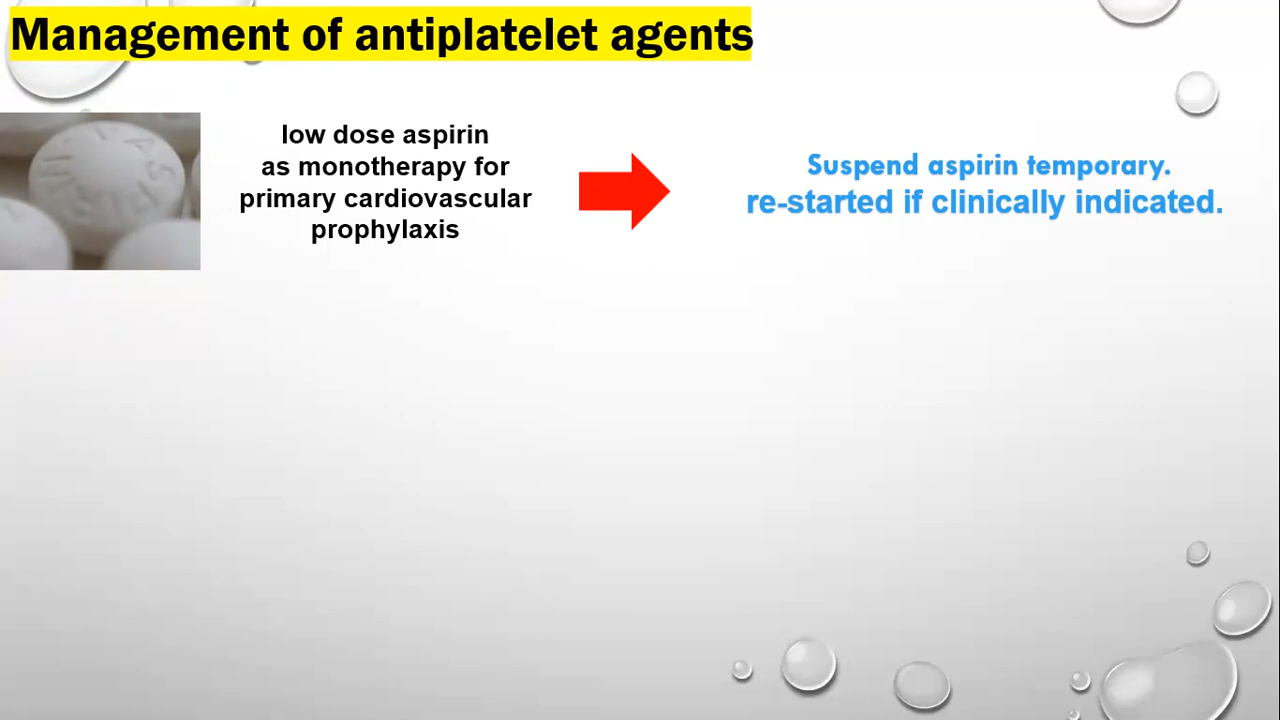 Management of antiplatelet agents
low dose aspirin
as monotherapy for
primary cardiovascular
prophylaxis
Suspend aspirin temporary.
re-started if clinically indicated.